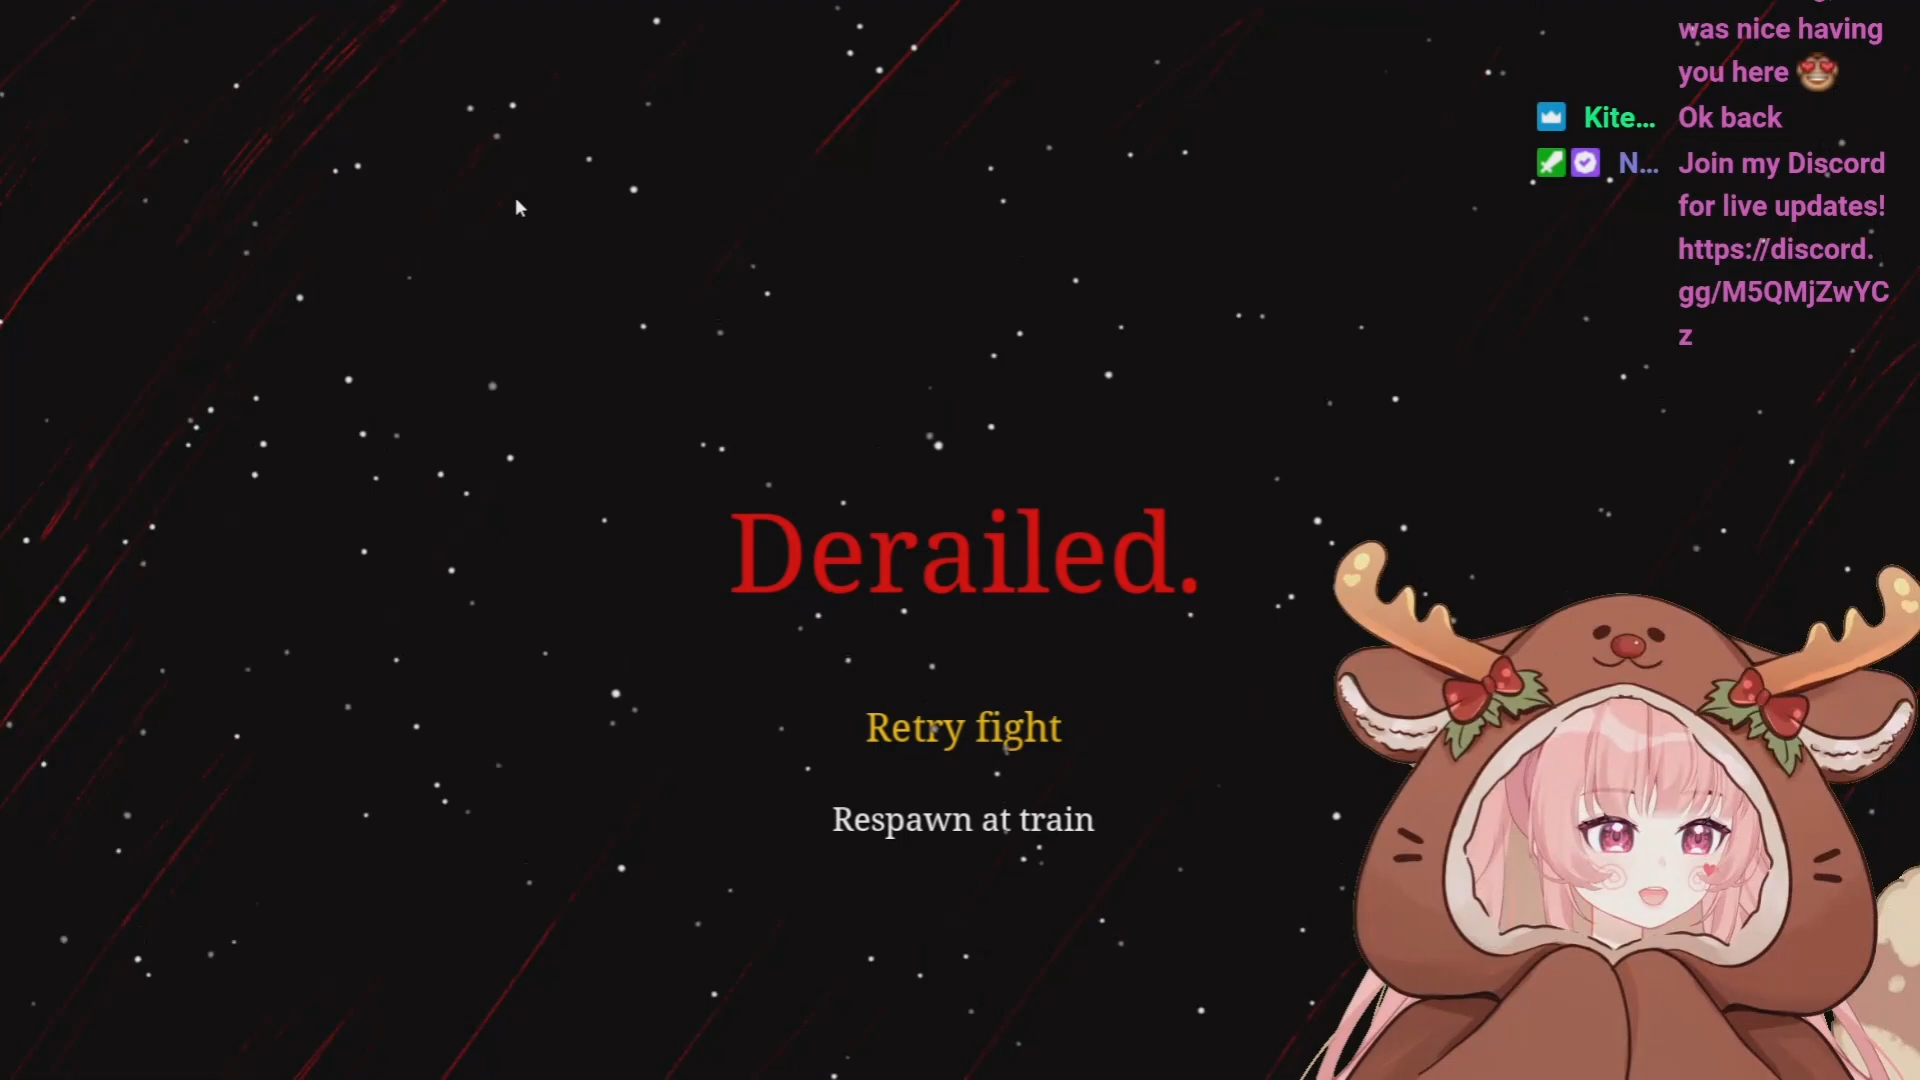 was nice having
you here
Kite... Ok back
N... Join my Discord
for live updates!
https://discord.
gg/M5QMjZwYC
z
Derailed.
Retry fight
Respawn at train